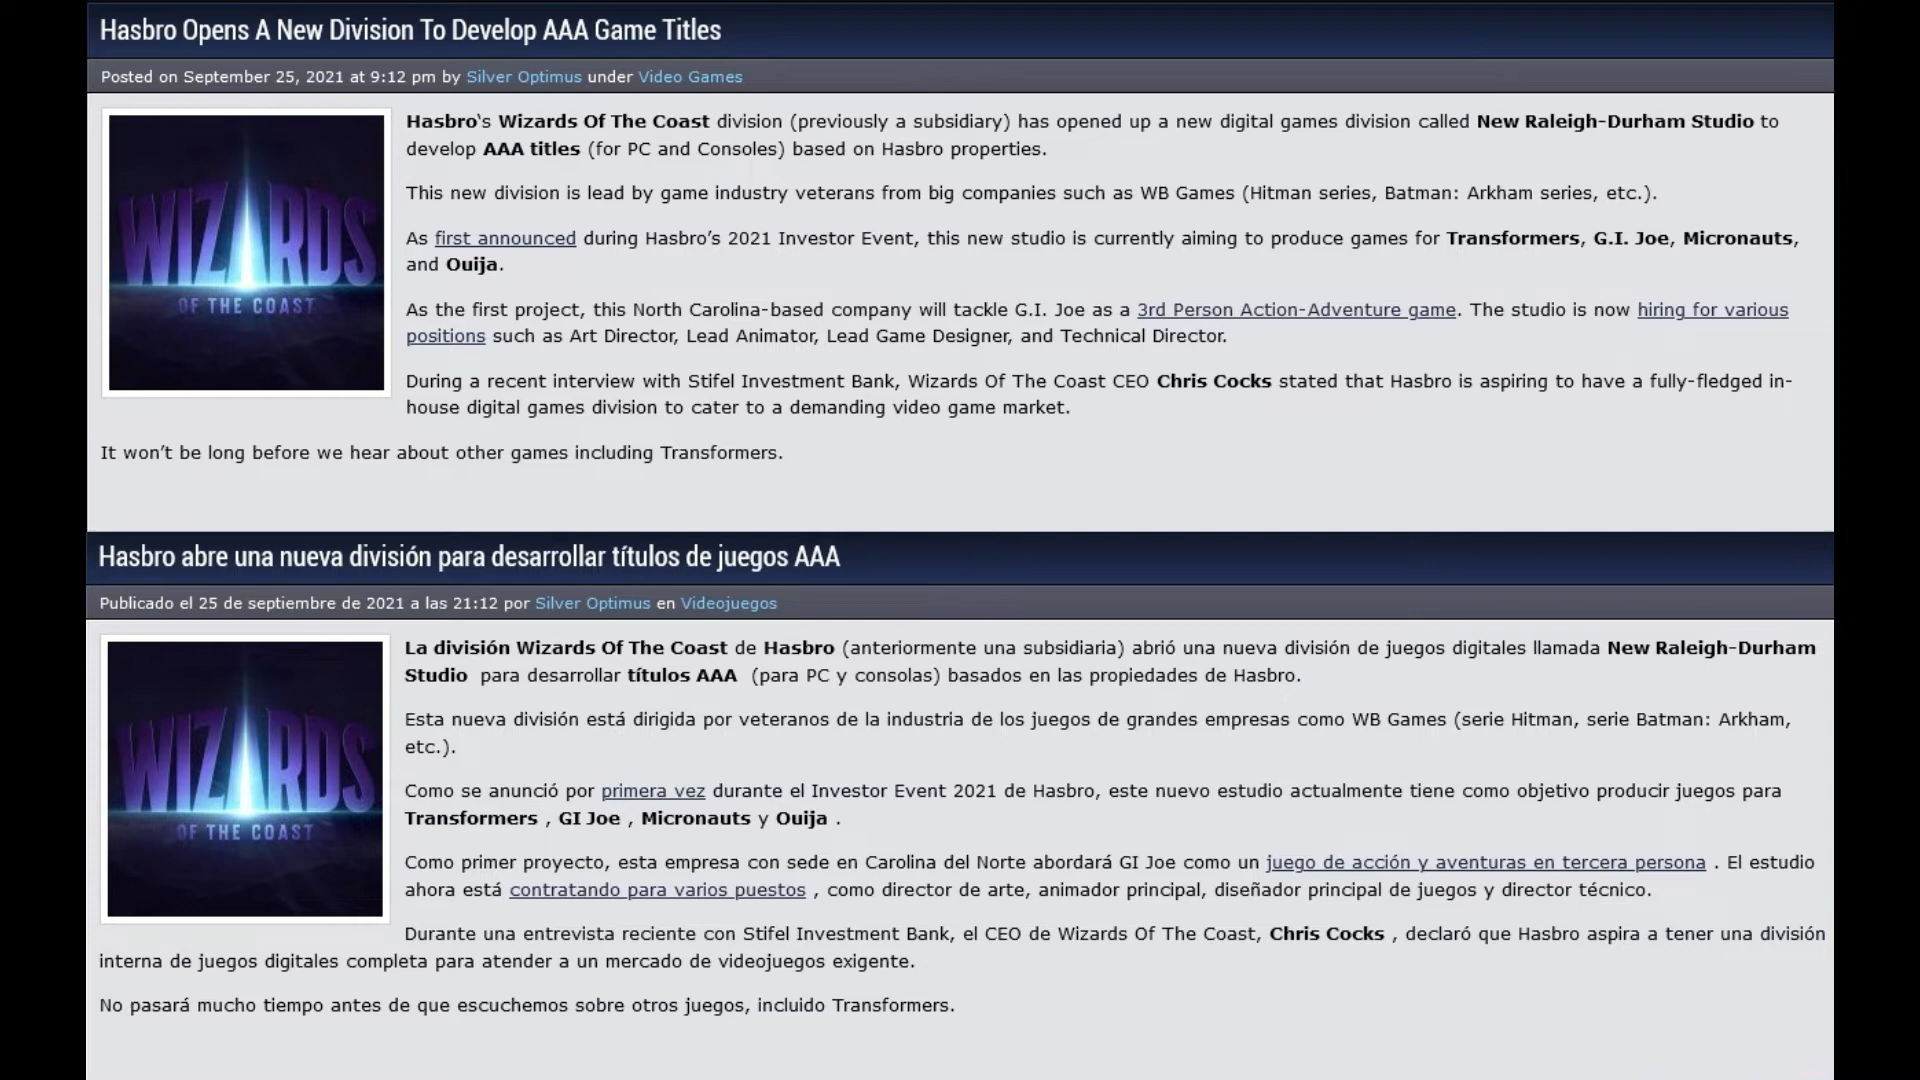 Hasbro Opens A New Division To Develop AAA Game Titles
Posted on September 25, 2021 at 9:12 pm by Silver Optimus under Video Games
WIZARDS
OF THE COAST
Hasbro‘s Wizards Of The Coast division (previously a subsidiary) has opened up a new digital games division called New Raleigh-Durham Studio to
develop AAA titles (for PC and Consoles) based on Hasbro properties.
This new division is lead by game industry veterans from big companies such as WB Games (Hitman series, Batman: Arkham series, etc.).
As first announced during Hasbro’s 2021 Investor Event, this new studio is currently aiming to produce games for Transformers, G.I. Joe, Micronauts,
and Ouija.
As the first project, this North Carolina-based company will tackle G.I. Joe as a 3rd Person Action-Adventure game. The studio is now hiring for various
positions such as Art Director, Lead Animator, Lead Game Designer, and Technical Director.
During a recent interview with Stifel Investment Bank, Wizards Of The Coast CEO Chris Cocks stated that Hasbro is aspiring to have a fully-fledged in-
house digital games division to cater to a demanding video game market.
It won’t be long before we hear about other games including Transformers.
Hasbro abre una nueva división para desarrollar títulos de juegos AAA
Publicado el 25 de septiembre de 2021 a las 21:12 por Silver Optimus en Videojuegos
WIZARDS
OF THE COAST
La división Wizards Of The Coast de Hasbro (anteriormente una subsidiaria) abrió una nueva división de juegos digitales llamada New Raleigh-Durham
Studio para desarrollar títulos AAA (para PC y consolas) basados en las propiedades de Hasbro.
Esta nueva división está dirigida por veteranos de la industria de los juegos de grandes empresas como WB Games (serie Hitman, serie Batman: Arkham,
etc.).
Como se anunció por primera vez durante el Investor Event 2021 de Hasbro, este nuevo estudio actualmente tiene como objetivo producir juegos para
Transformers , GI Joe , Micronauts y Ouija .
Como primer proyecto, esta empresa con sede en Carolina del Norte abordará GI Joe como un juego de acción y aventuras en tercera persona . El estudio
ahora está contratando para varios puestos , como director de arte, animador principal, diseñador principal de juegos y director técnico.
Durante una entrevista reciente con Stifel Investment Bank, el CEO de Wizards Of The Coast, Chris Cocks , declaró que Hasbro aspira a tener una división
interna de juegos digitales completa para atender a un mercado de videojuegos exigente.
No pasará mucho tiempo antes de que escuchemos sobre otros juegos, incluido Transformers.